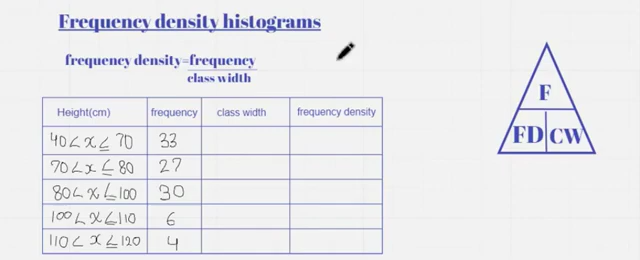 Frequency density histograms
frequency density=frequency
class width
Height(cm) frequency class width frequency density
40 < x ≤ 70 33
70 < x ≤ 80 27
80 < x ≤ 100 30
100 < x ≤ 110 6
110 < x ≤ 120 4
F
FD CW